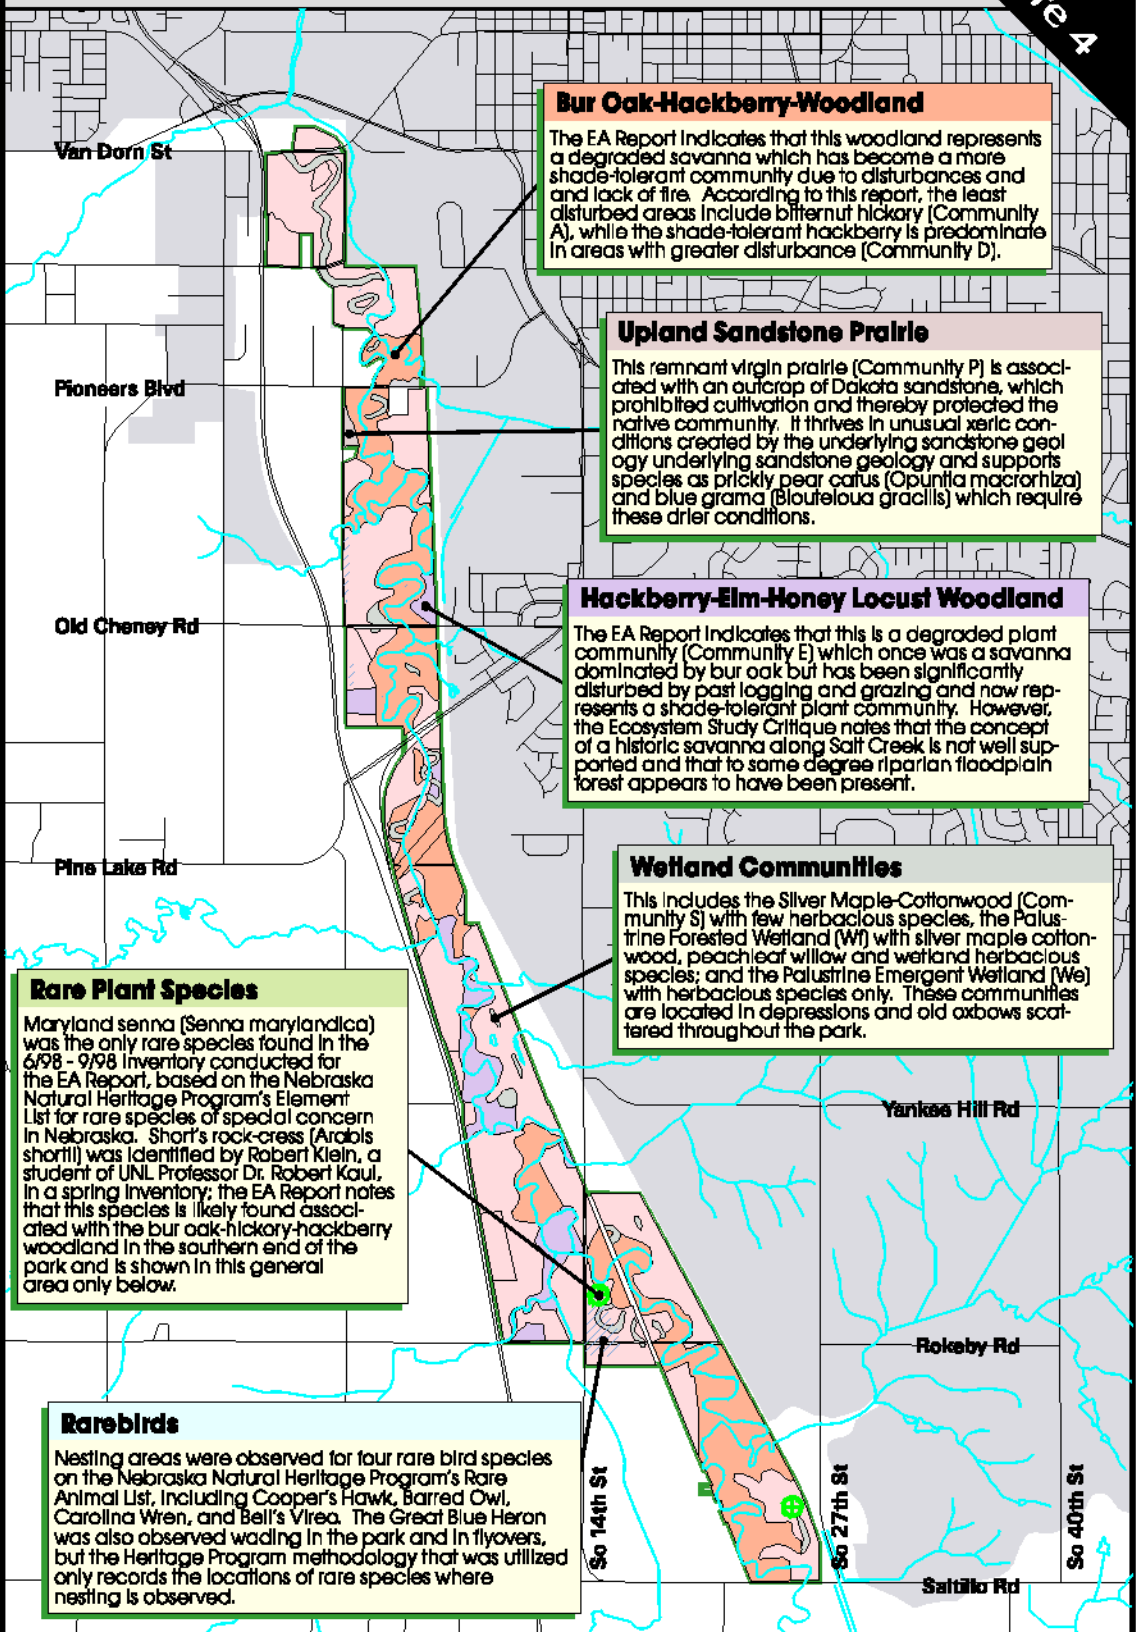 re 4
Bur Oak-Hackberry-Woodland
The EA Report indicates that this woodland represents
a degraded savanna which has become a more
shade-tolerant community due to disturbances and
and lack of fire. According to this report, the least
disturbed areas include bitternut hickory (Community
A), while the shade-tolerant hackberry is predominate
in areas with greater disturbance (Community D).
Van Dorn St
Upland Sandstone Prairie
This remnant virgin prairie (Community P) is associ-
ated with an outcrop of Dakota sandstone, which
prohibited cultivation and thereby protected the
native community. It thrives in unusual xeric con-
ditions created by the underlying sandstone geol
ogy underlying sandstone geology and supports
species as prickly pear catus (Opuntia macrorhiza)
and blue grama (Blouteloua gracilis) which require
these drier conditions.
Pioneers Blvd
Hackberry-Elm-Honey Locust Woodland
The EA Report indicates that this is a degraded plant
community (Community E) which once was a savanna
dominated by bur oak but has been significantly
disturbed by past logging and grazing and now rep-
resents a shade-tolerant plant community. However,
the Ecosystem Study Critique notes that the concept
of a historic savanna along Salt Creek is not well sup-
ported and that to some degree riparian floodplain
forest appears to have been present.
Old Cheney Rd
Pine Lake Rd
Wetland Communities
This includes the Silver Maple-Cottonwood (Com-
munity S) with few herbacious species, the Palus-
trine Forested Wetland (Wf) with silver maple cotton-
wood, peachleaf willow and wetland herbacious
species; and the Palustrine Emergent Wetland (We)
with herbacious species only. These communities
are located in depressions and old oxbows scat-
tered throughout the park.
Rare Plant Species
Maryland senna (Senna marylandica)
was the only rare species found in the
6/98 - 9/98 inventory conducted for
the EA Report, based on the Nebraska
Natural Heritage Program's Element
List for rare species of special concern
in Nebraska. Short's rock-cress (Arabis
shortii) was identified by Robert Klein, a
student of UNL Professor Dr. Robert Kaul,
in a spring inventory; the EA Report notes
that this species is likely found associ-
ated with the bur oak-hickory-hackberry
woodland in the southern end of the
park and is shown in this general
area only below.
Yankee Hill Rd
Rokeby Rd
Rarebirds
Nesting areas were observed for four rare bird species
on the Nebraska Natural Heritage Program's Rare
Animal List, including Cooper's Hawk, Barred Owl,
Carolina Wren, and Bell's Vireo. The Great Blue Heron
was also observed wading in the park and in flyovers,
but the Heritage Program methodology that was utilized
only records the locations of rare species where
nesting is observed.
So 14th St
So 27th St
So 40th St
Saltillo Rd